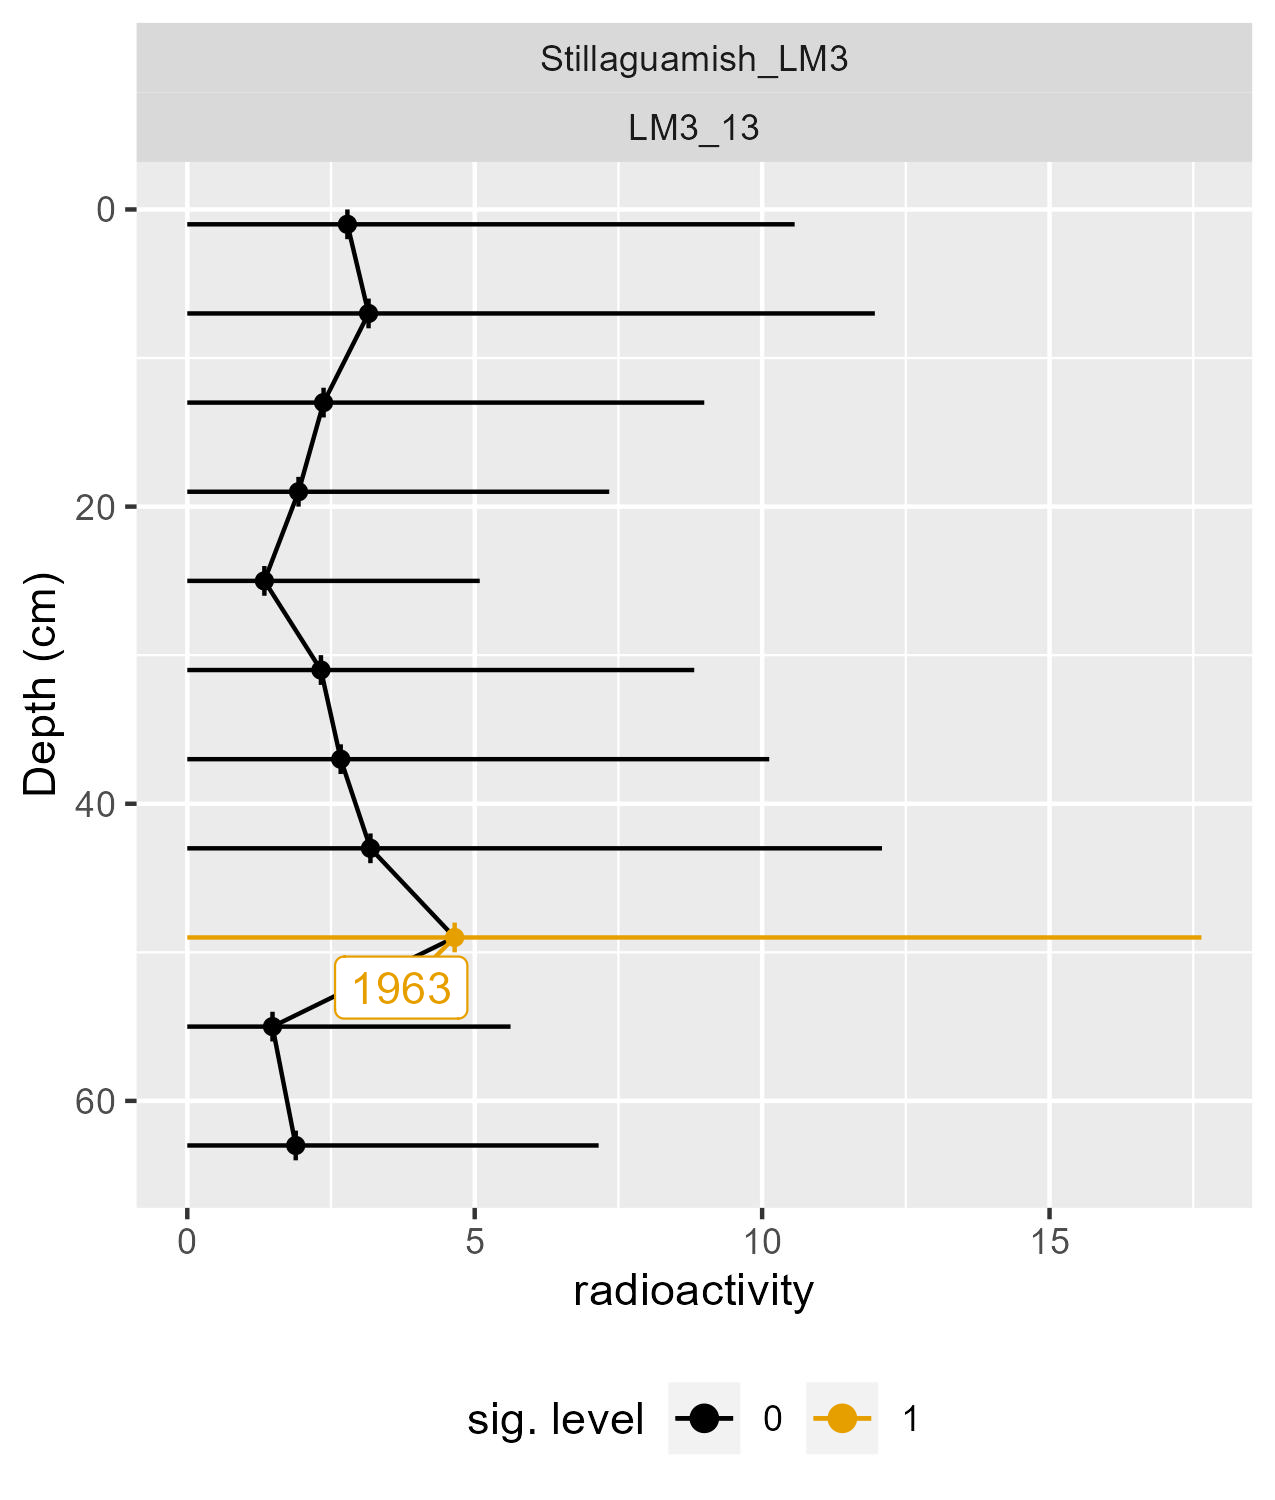 Stillaguamish_LM3
LM3_13
0
20
40
60
Depth (cm)
1963
0 5 10 15
radioactivity
sig. level 0 1